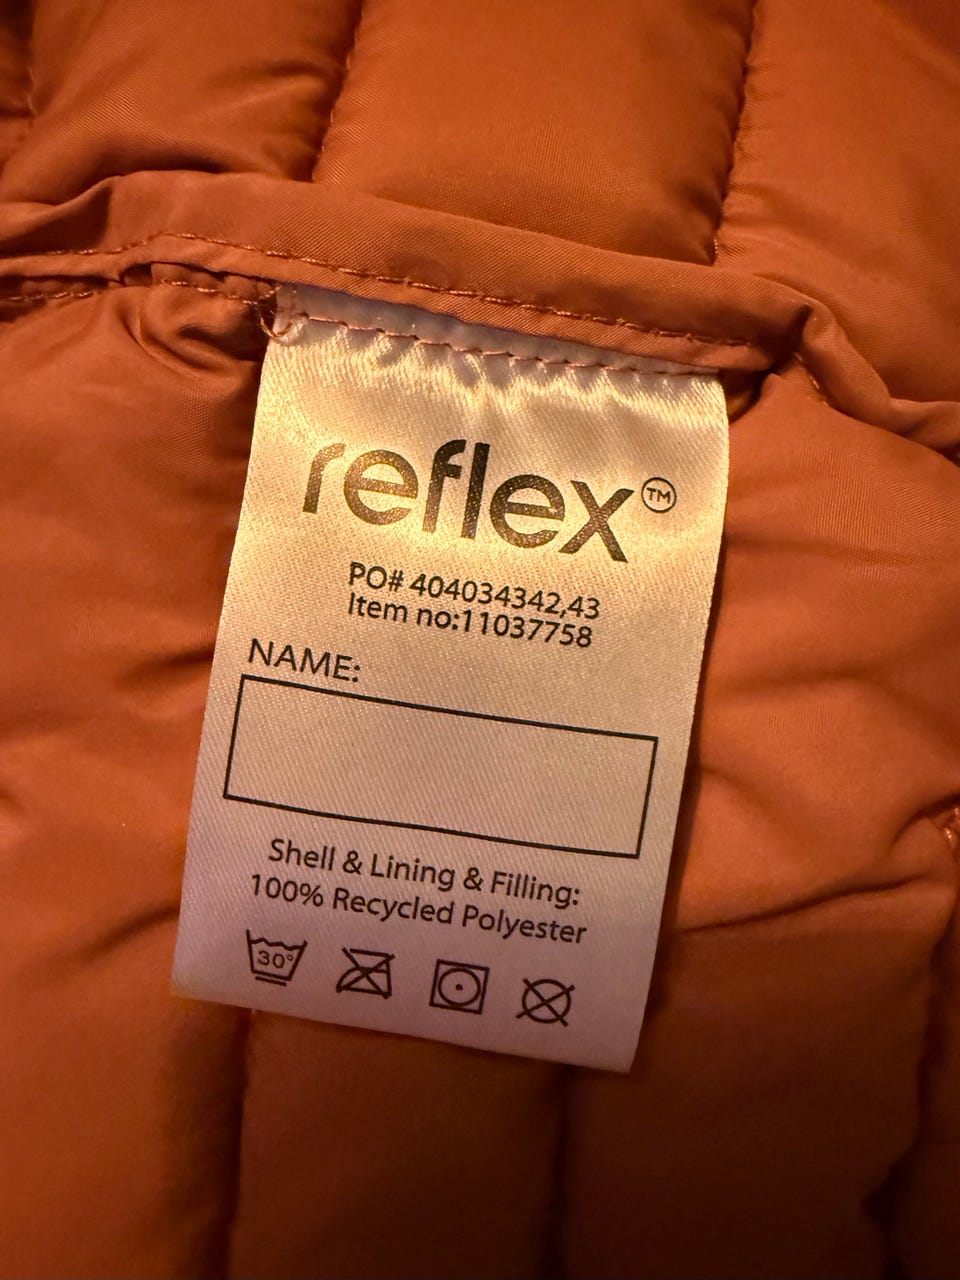 reflex™
PO# 404034342,43
Item no:11037758
NAME:
Shell & Lining & Filling:
100% Recycled Polyester
30°